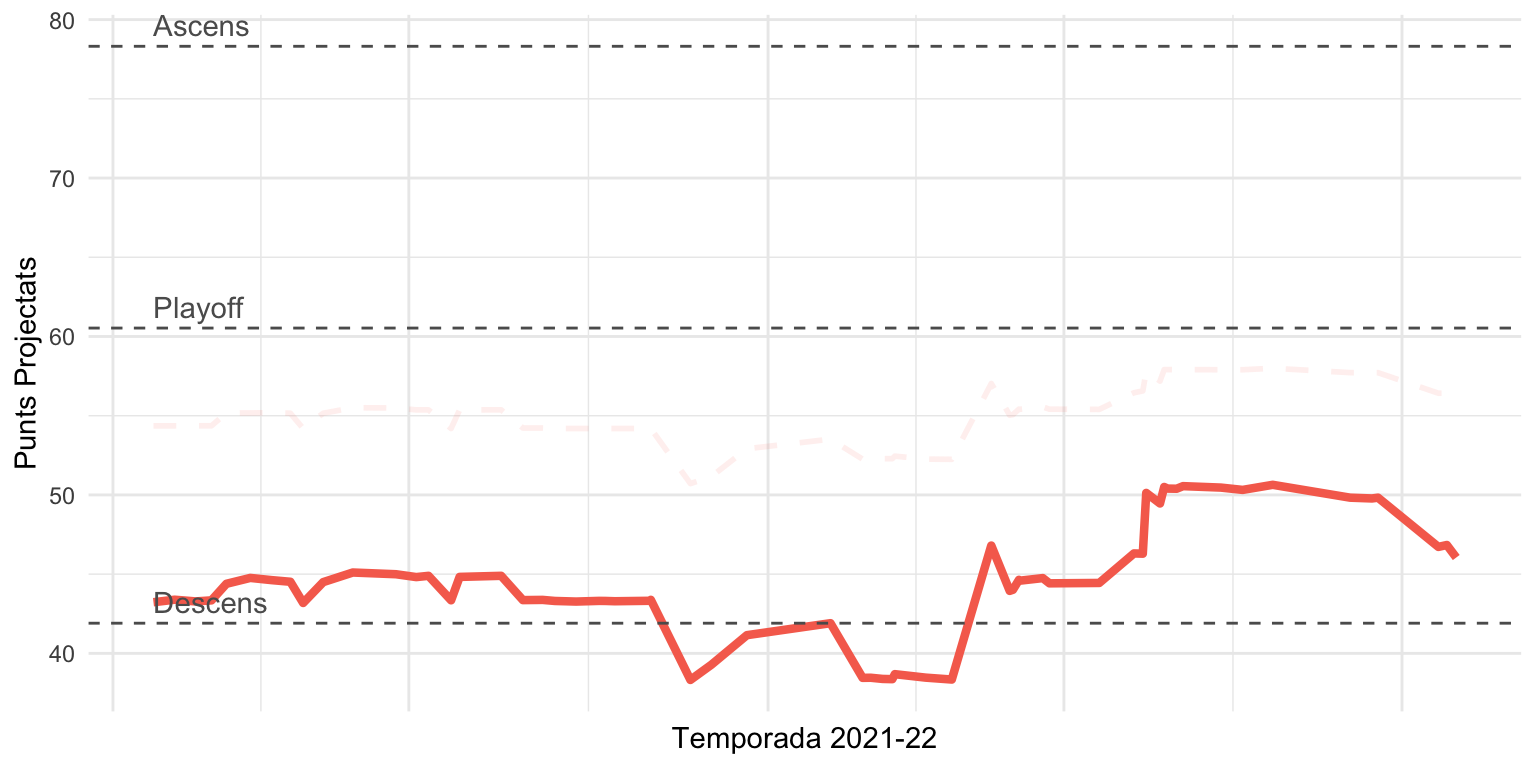 80
Ascens
70
Playoff
60
Punts Projectats
50
Descens
40
Temporada 2021-22